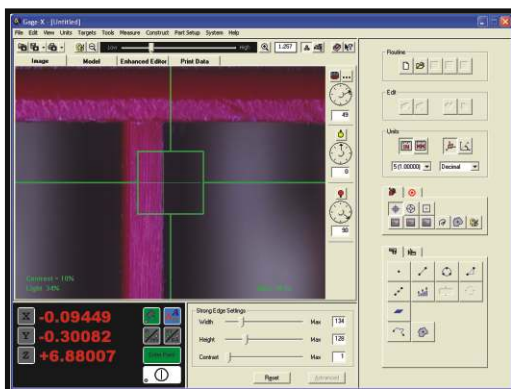 Gage-X [Untitled]
File Edit View Units Targets Tools Measure Construct Part Setup System Help
Low High 1.257
Image Model Enhanced Editor Print Data
Routine
49
Edit
0
Units
5 (1.00000) Decimal
Contrast = 10%
Light 34%
X -0.09449
Y -0.30082
Z +6.88007
Strong Edge Settings
Width Max 134
Height Max 128
Contrast Max 1
Reset Advanced